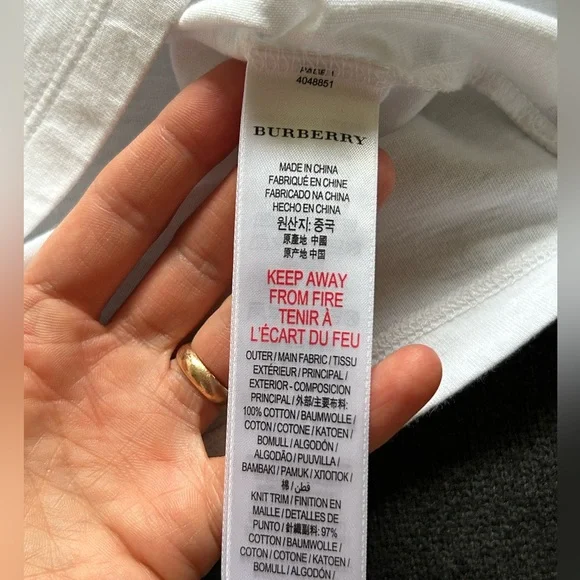 4048851
BURBERRY
MADE IN CHINA
FABRIQUÉ EN CHINE
FABRICADO NA CHINA
HECHO EN CHINA
원산지: 중국
原產地 中國
原产地 中国
KEEP AWAY
FROM FIRE
TENIR À
L'ÉCART DU FEU
OUTER / MAIN FABRIC / TISSU
EXTÉRIEUR / PRINCIPAL /
EXTERIOR - COMPOSICION
PRINCIPAL / 外部/主要布料:
100% COTTON / BAUMWOLLE /
COTON / COTONE / KATOEN /
BOMULL / ALGODÓN /
ALGODÃO / PUUVILLA /
BAMBAKI / PAMUK / ХЛОПОК /
棉 / قطن /
KNIT TRIM / FINITION EN
MAILLE / DETALLES DE
PUNTO / 針織副料: 97%
COTTON / BAUMWOLLE /
COTON / COTONE / KATOEN /
BOMULL / ALGODÓN /